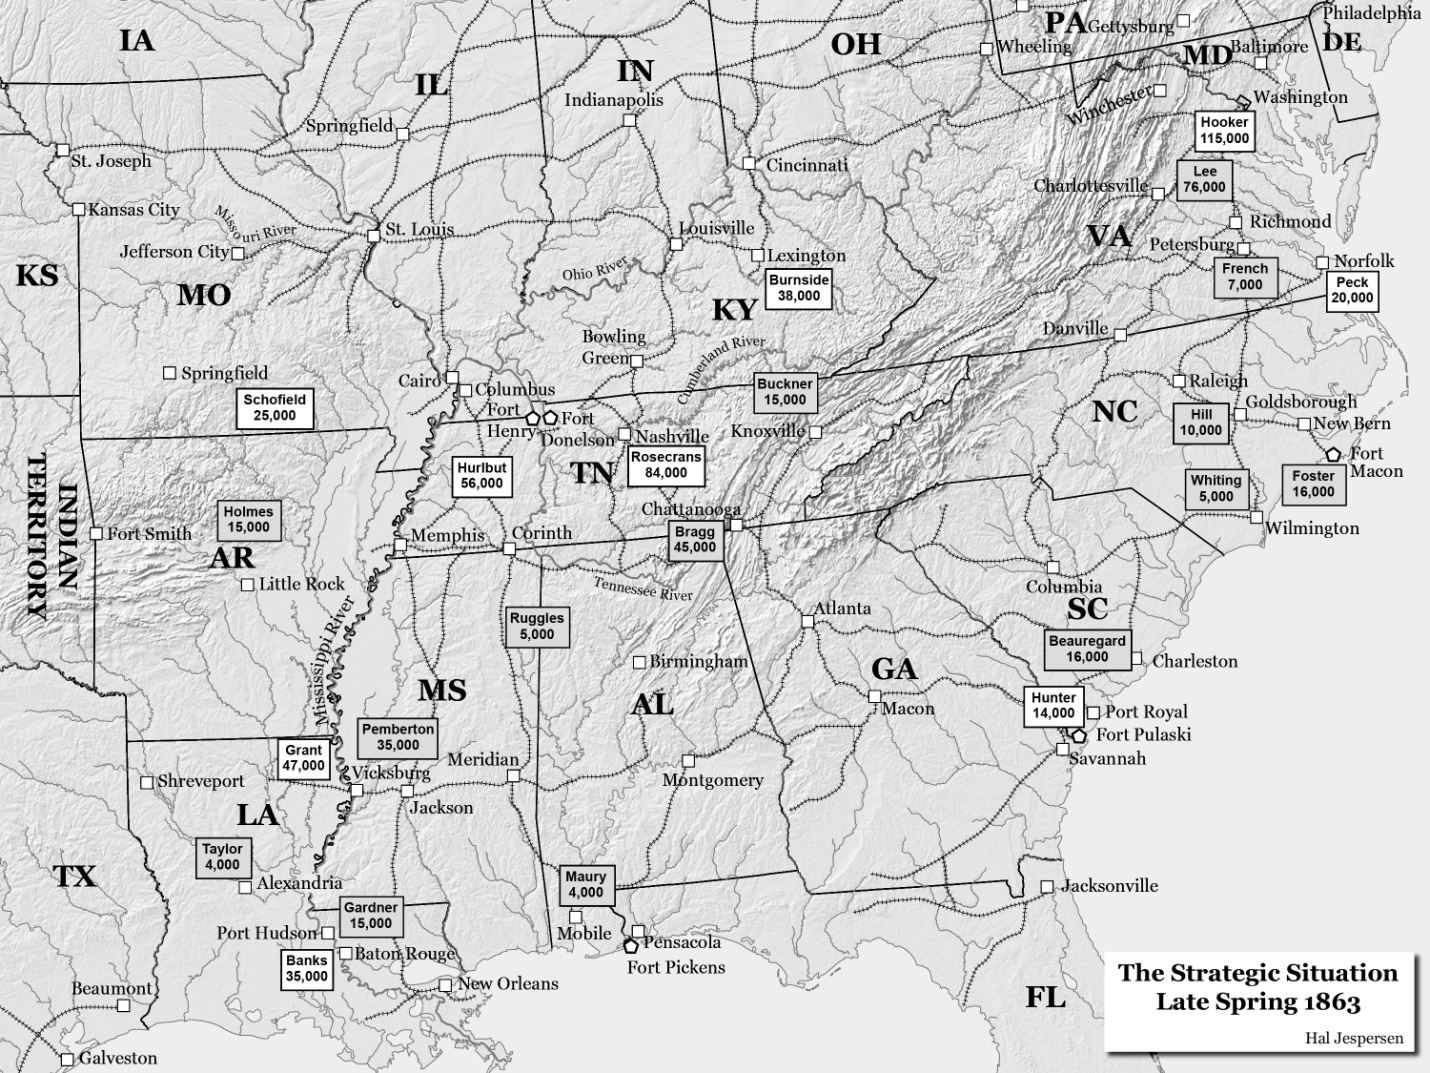 IA
IL
IN
Indianapolis
OH
PA
Gettysburg
Philadelphia
Wheeling
MD
Baltimore
DE
Winchester
Washington
Hooker
115,000
Springfield
St. Joseph
Cincinnati
Lee
76,000
Charlottesville
Kansas City
Missouri River
St. Louis
Louisville
Richmond
Jefferson City
Lexington
VA
Petersburg
Norfolk
KS
MO
Ohio River
KY
Burnside
38,000
French
7,000
Peck
20,000
Bowling
Green
Cumberland River
Danville
Springfield
Cairo
Columbus
Buckner
15,000
Raleigh
Schofield
25,000
Fort
Henry
Fort
Donelson
Nashville
Knoxville
NC
Goldsborough
Hill
10,000
New Bern
Fort
Macon
Hurlbut
56,000
TN
Rosecrans
84,000
Whiting
5,000
Foster
16,000
INDIAN
TERRITORY
Holmes
15,000
Fort Smith
AR
Memphis
Corinth
Chattanooga
Bragg
45,000
Wilmington
Little Rock
Tennessee River
Columbia
SC
Mississippi River
Ruggles
5,000
Atlanta
Birmingham
Beauregard
16,000
Charleston
MS
AL
GA
Macon
Hunter
14,000
Port Royal
Fort Pulaski
Savannah
Pemberton
35,000
Grant
47,000
Vicksburg
Jackson
Meridian
Montgomery
Shreveport
LA
TX
Taylor
4,000
Alexandria
Maury
4,000
Jacksonville
Gardner
15,000
Port Hudson
Baton Rouge
Banks
35,000
Mobile
Pensacola
Fort Pickens
New Orleans
Beaumont
Galveston
FL
The Strategic Situation
Late Spring 1863
Hal Jespersen